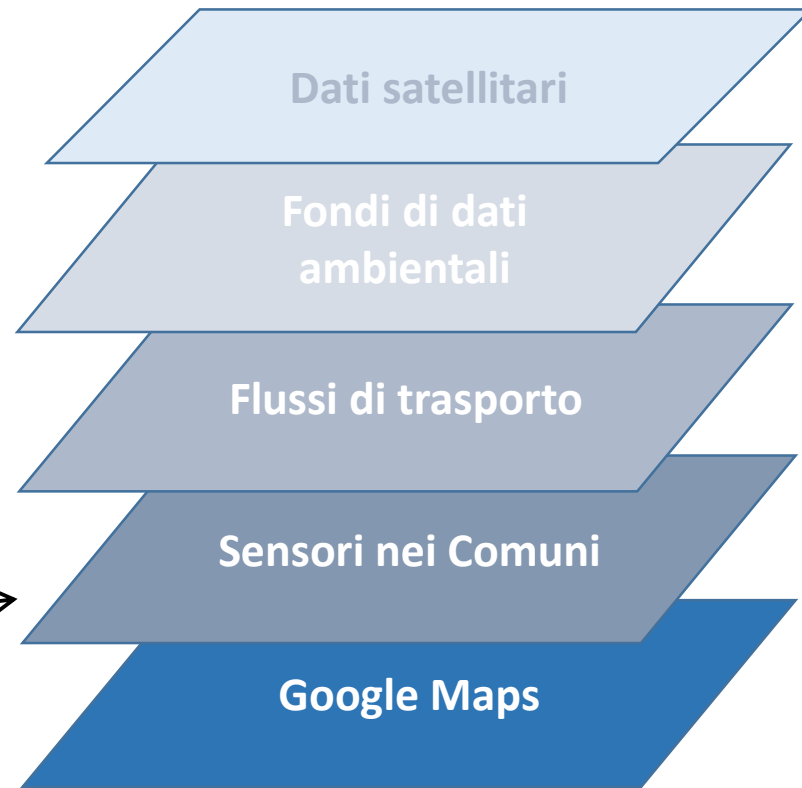 Dati satellitari
Fondi di dati
ambientali
Flussi di trasporto
Sensori nei Comuni
Google Maps